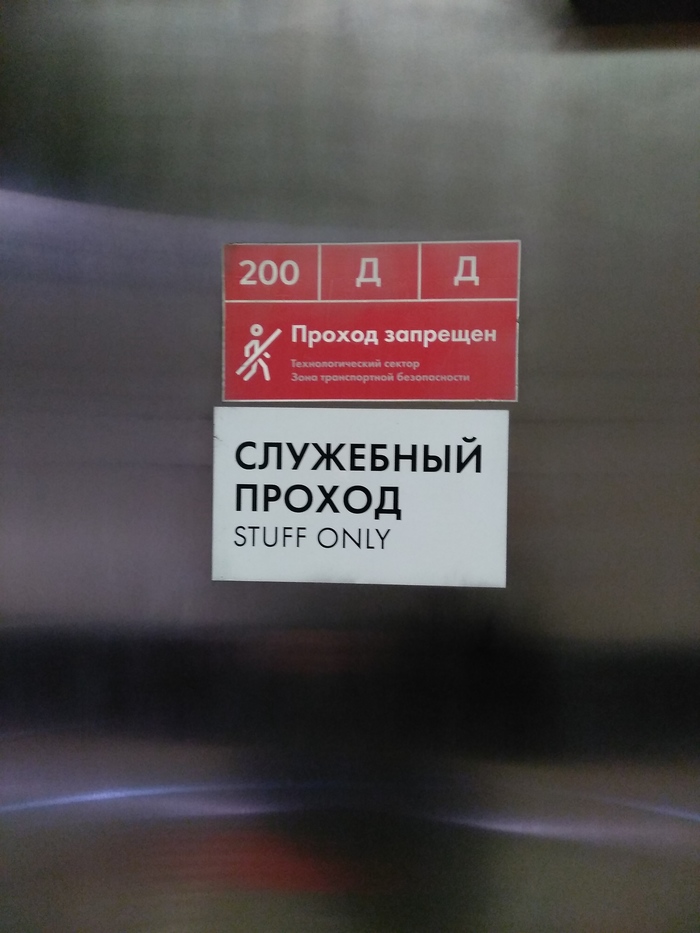 200 Д Д
Проход запрещен
Технологический сектор
Зона транспортной безопасности
СЛУЖЕБНЫЙ
ПРОХОД
STUFF ONLY